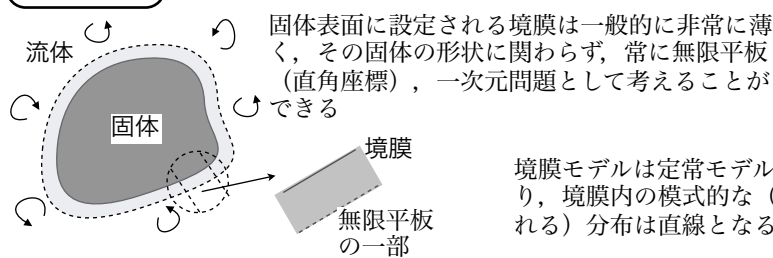 固体表面に設定される境膜は一般的に非常に薄
く，その固体の形状に関わらず，常に無限平板
（直角座標），一次元問題として考えることが
できる
流体
固体
境膜
無限平板
の一部
境膜モデルは定常モデル
り，境膜内の模式的な（
れる）分布は直線となる